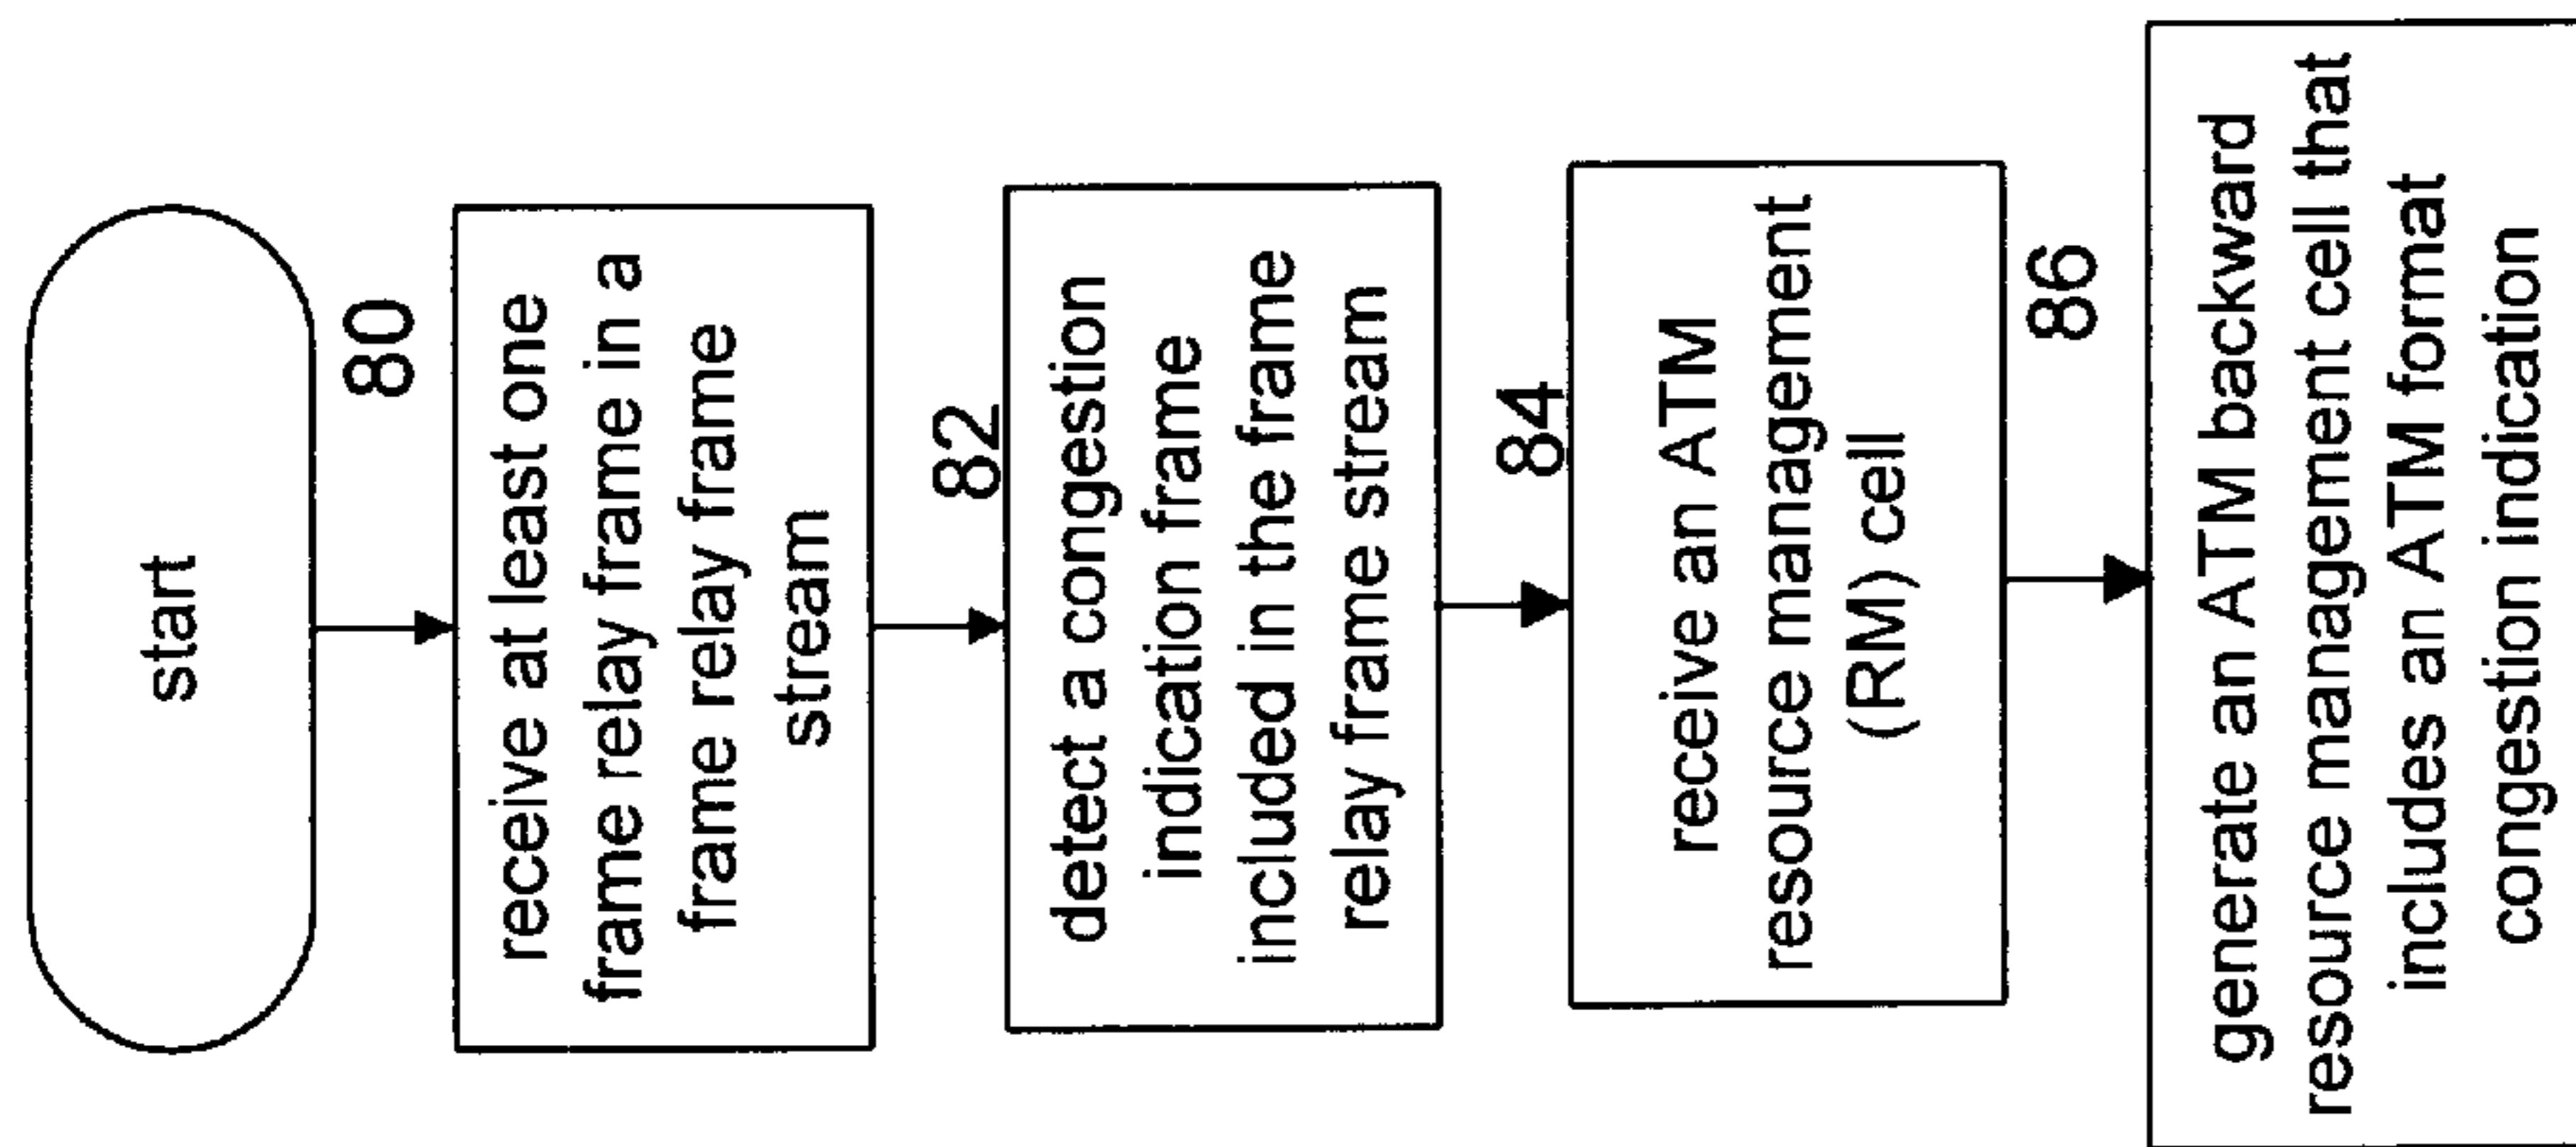 start
80
receive at least one
frame relay frame in a
frame relay frame
stream
82
detect a congestion
indication frame
included in the frame
relay frame stream
84
receive an ATM
resource management
(RM) cell
86
generate an ATM backward
resource management cell that
includes an ATM format
congestion indication